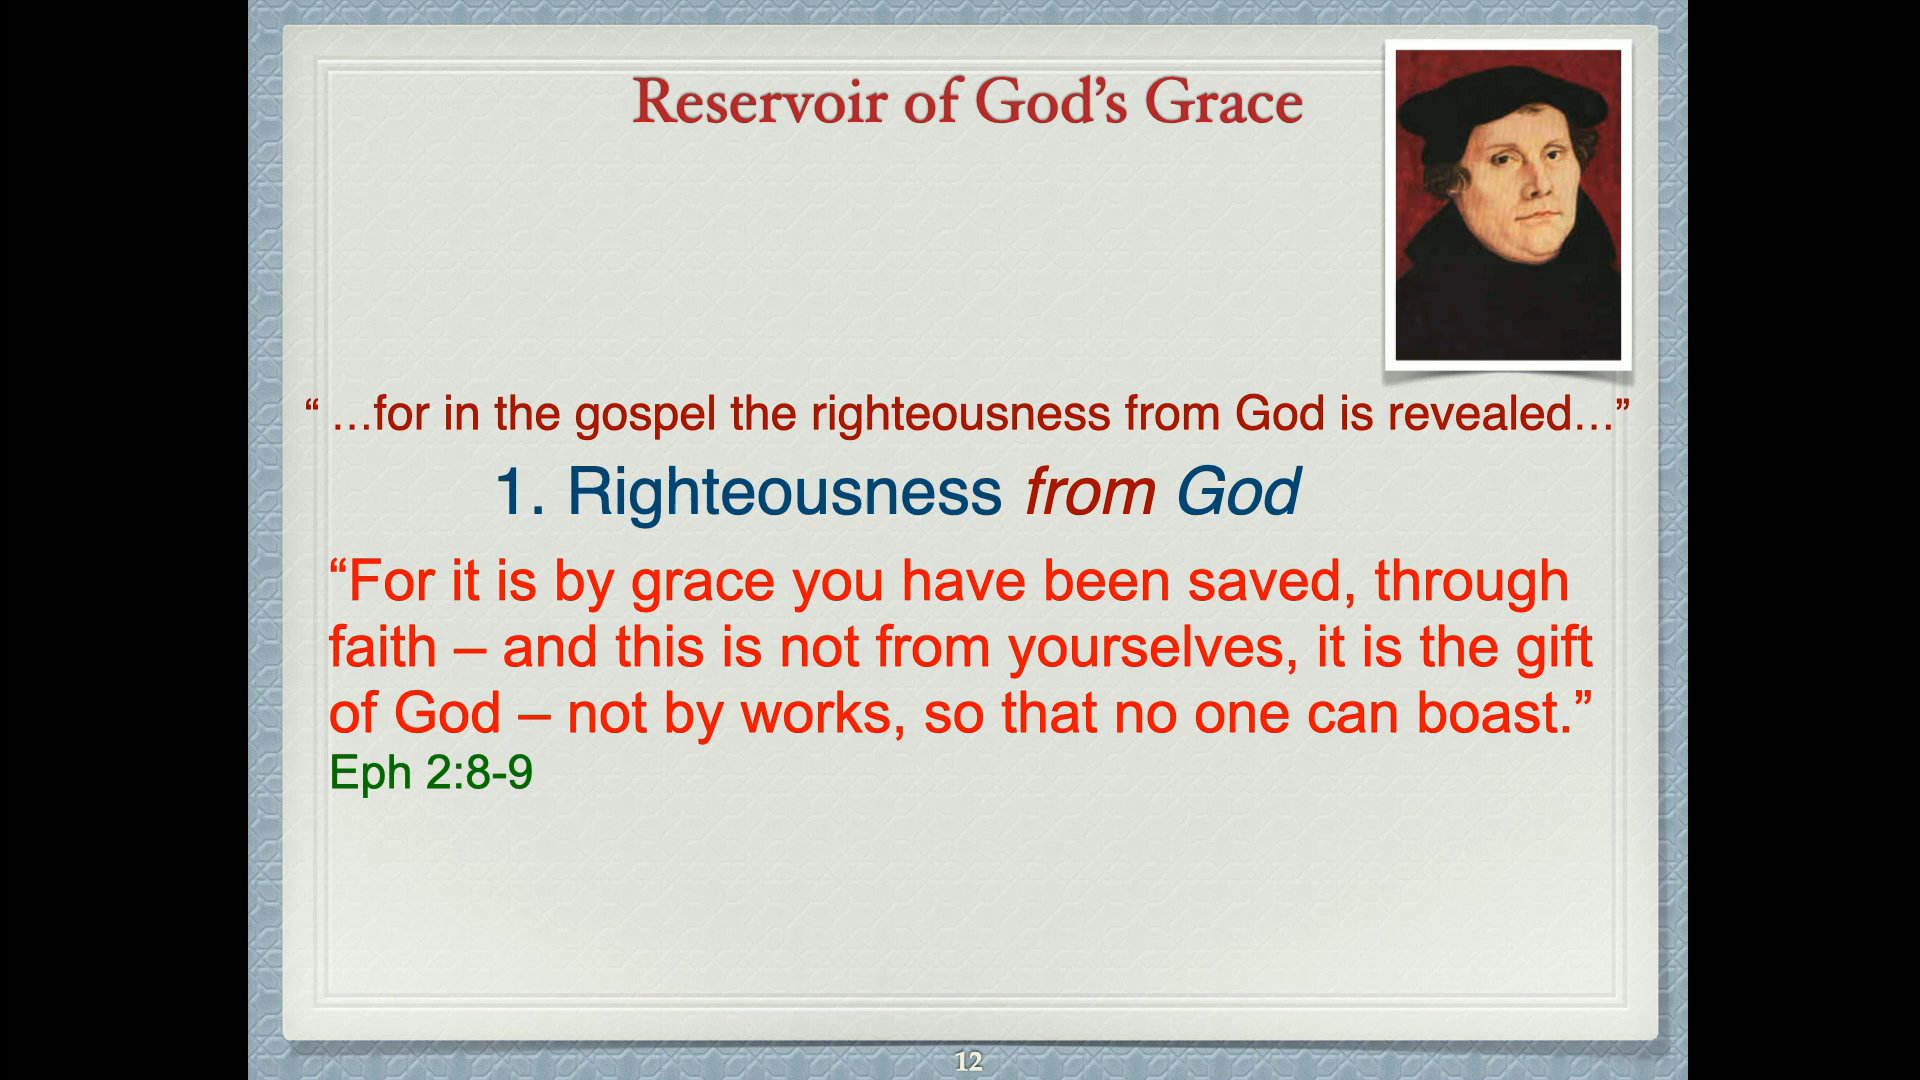 Reservoir of God’s Grace
“ …for in the gospel the righteousness from God is revealed…”
1. Righteousness from God
“For it is by grace you have been saved, through
faith – and this is not from yourselves, it is the gift
of God – not by works, so that no one can boast.”
Eph 2:8-9
12